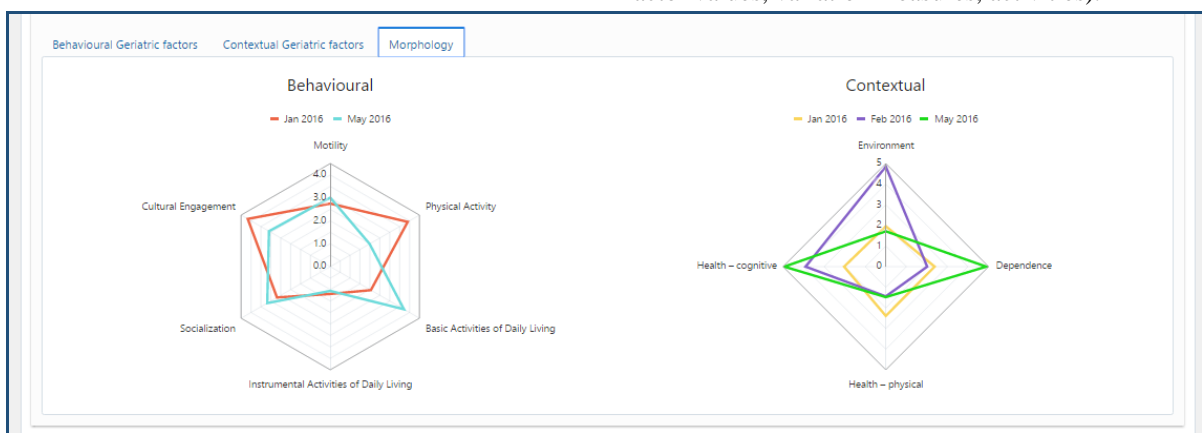 Behavioural Geriatric factors Contextual Geriatric factors Morphology
Behavioural
Jan 2016 May 2016
Motility
4.0
3.0
2.0
1.0
0.0
Cultural Engagement
Physical Activity
Socialization
Basic Activities of Daily Living
Instrumental Activities of Daily Living
Contextual
Jan 2016 Feb 2016 May 2016
Environment
5
4
3
2
1
0
Health – cognitive
Dependence
Health – physical